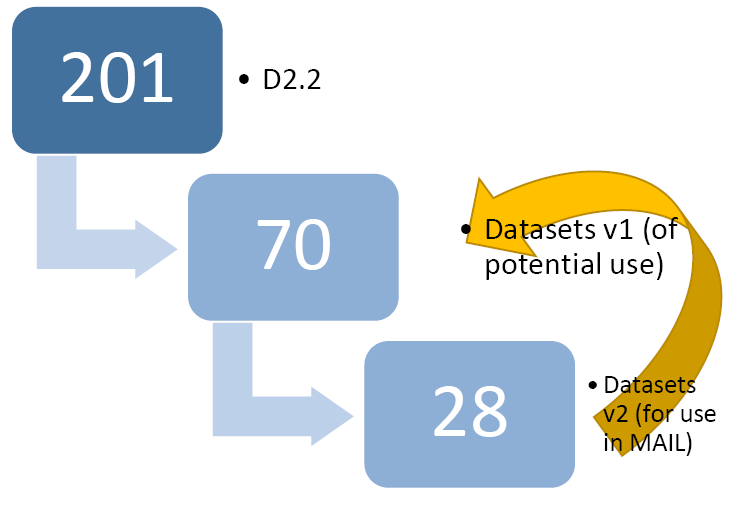 201
• D2.2
70
• Datasets v1 (of
potential use)
28
• Datasets
v2 (for use
in MAIL)